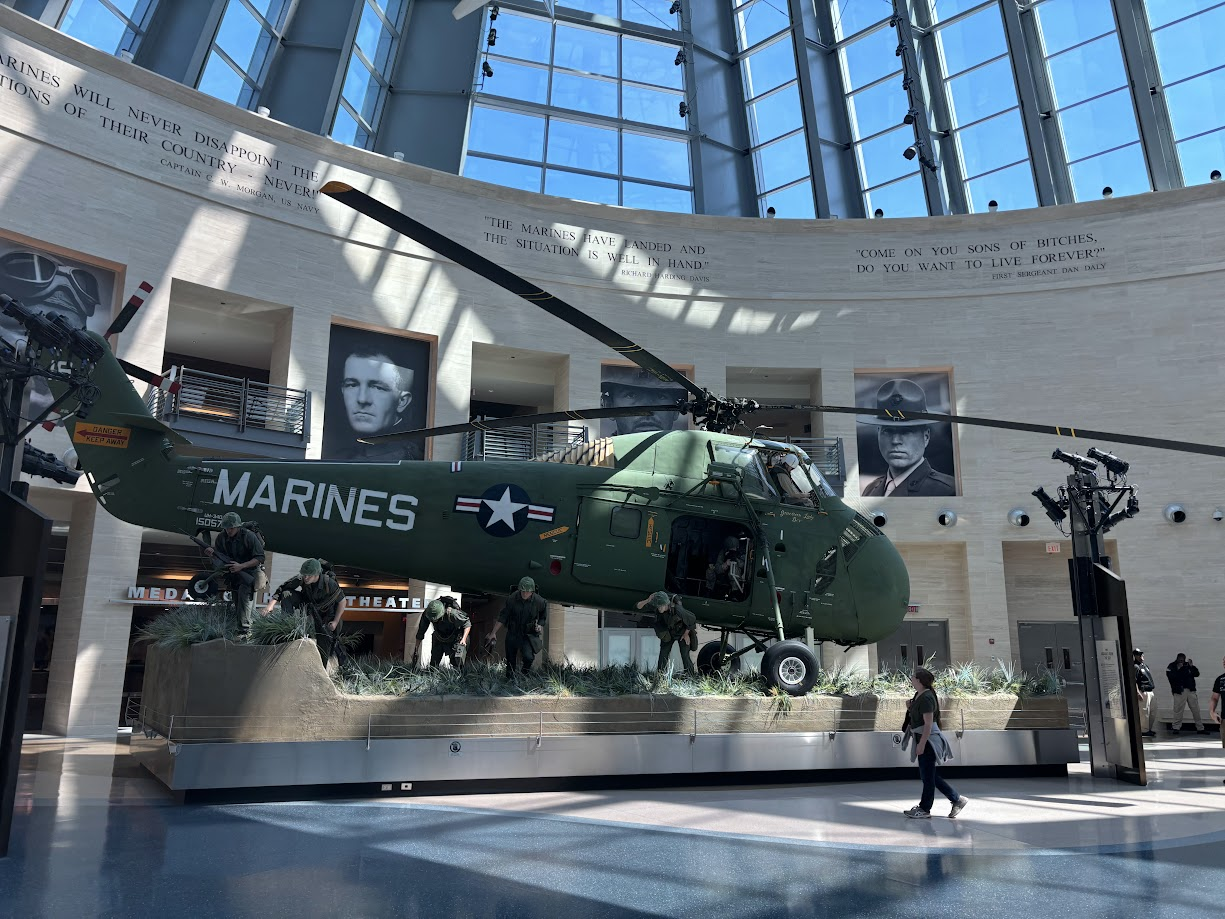 ARINES WILL NEVER DISAPPOINT THE
TIONS OF THEIR COUNTRY - NEVER!"
CAPTAIN C. W. MORGAN, US NAVY
"THE MARINES HAVE LANDED AND
THE SITUATION IS WELL IN HAND."
RICHARD HARDING DAVIS
"COME ON YOU SONS OF BITCHES,
DO YOU WANT TO LIVE FOREVER?"
FIRST SERGEANT DAN DALY
DANGER
KEEP AWAY
MARINES
THEATER